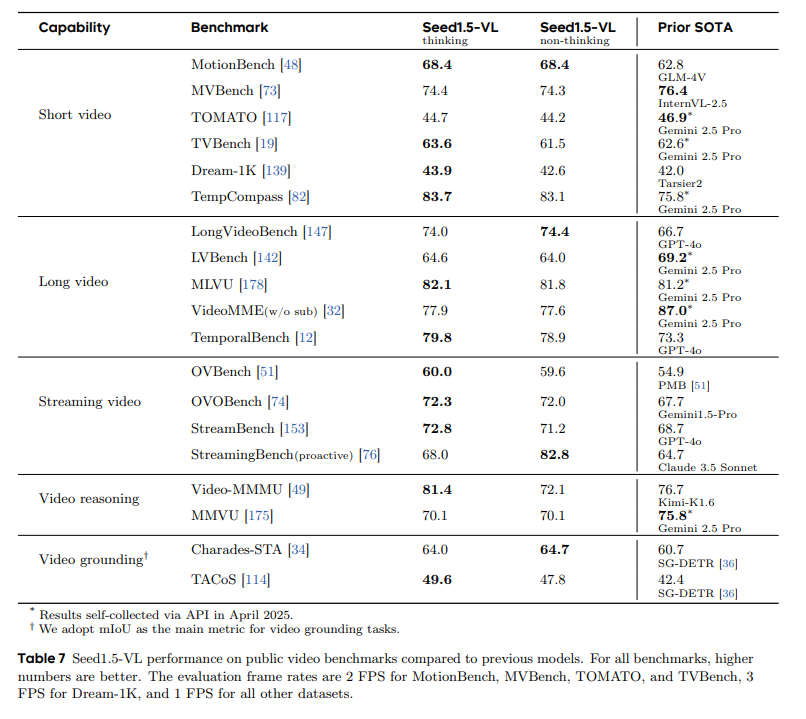 Capability Benchmark Seed1.5-VL Seed1.5-VL Prior SOTA
thinking non-thinking
MotionBench [48] 68.4 68.4 62.8
GLM-4V
MVBench [73] 74.4 74.3 76.4
InternVL-2.5
Short video TOMATO [117] 44.7 44.2 46.9*
Gemini 2.5 Pro
TVBench [19] 63.6 61.5 62.6*
Gemini 2.5 Pro
Dream-1K [139] 43.9 42.6 42.0
Tarsier2
TempCompass [82] 83.7 83.1 75.8*
Gemini 2.5 Pro
LongVideoBench [147] 74.0 74.4 66.7
GPT-4o
LVBench [142] 64.6 64.0 69.2*
Gemini 2.5 Pro
Long video MLVU [178] 82.1 81.8 81.2*
Gemini 2.5 Pro
VideoMME(w/o sub) [32] 77.9 77.6 87.0*
Gemini 2.5 Pro
TemporalBench [12] 79.8 78.9 73.3
GPT-4o
OVBench [51] 60.0 59.6 54.9
PMB [51]
Streaming video OVOBench [74] 72.3 72.0 67.7
Gemini1.5-Pro
StreamBench [153] 72.8 71.2 68.7
GPT-4o
StreamingBench(proactive) [76] 68.0 82.8 64.7
Claude 3.5 Sonnet
Video reasoning Video-MMMU [49] 81.4 72.1 76.7
Kimi-K1.6
MMVU [175] 70.1 70.1 75.8*
Gemini 2.5 Pro
Video grounding† Charades-STA [34] 64.0 64.7 60.7
SG-DETR [36]
TACoS [114] 49.6 47.8 42.4
SG-DETR [36]
* Results self-collected via API in April 2025.
† We adopt mIoU as the main metric for video grounding tasks.
Table 7 Seed1.5-VL performance on public video benchmarks compared to previous models. For all benchmarks, higher
numbers are better. The evaluation frame rates are 2 FPS for MotionBench, MVBench, TOMATO, and TVBench, 3
FPS for Dream-1K, and 1 FPS for all other datasets.